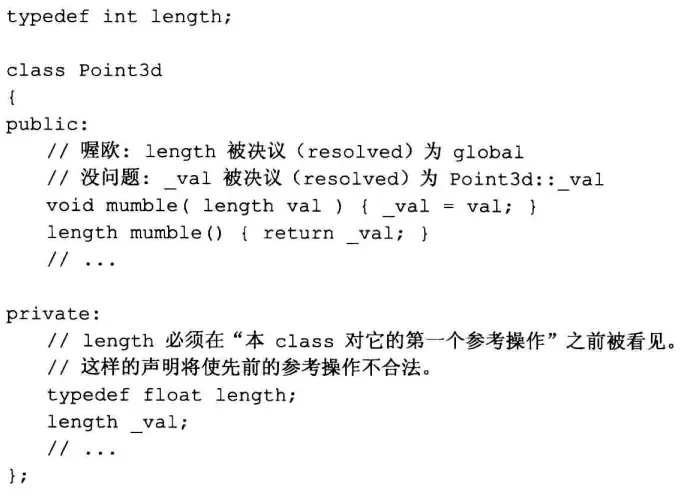 typedef int length;
class Point3d
{
public:
// 喔欧: length 被决议（resolved）为 global
// 没问题: _val 被决议（resolved）为 Point3d::_val
void mumble( length val ) { _val = val; }
length mumble() { return _val; }
// ...
private:
// length 必须在“本 class 对它的第一个参考操作”之前被看见。
// 这样的声明将使先前的参考操作不合法。
typedef float length;
length _val;
// ...
};